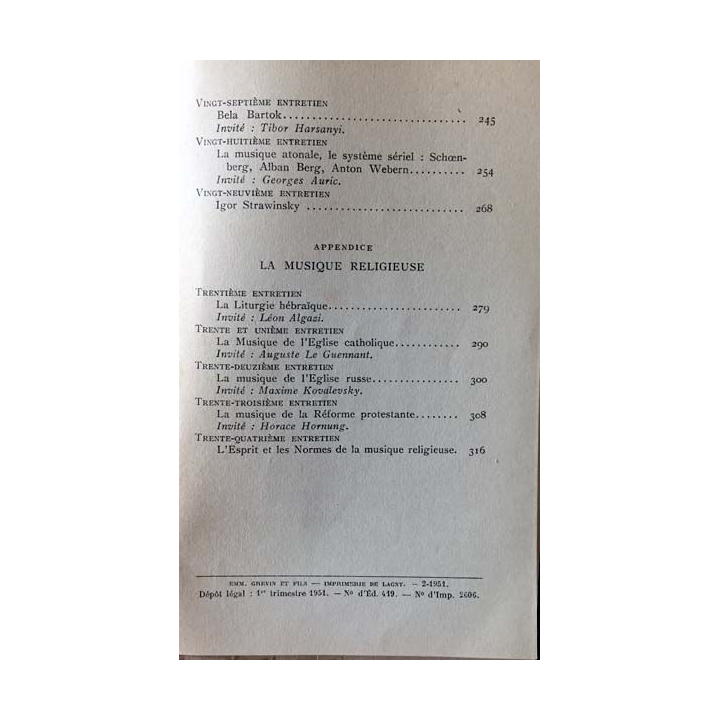 VINGT-SEPTIÈME ENTRETIEN
Bela Bartok................................ 245
Invité : Tibor Harsanyi.
VINGT-HUITIÈME ENTRETIEN
La musique atonale, le système sériel : Schœn-
berg, Alban Berg, Anton Webern.......... 254
Invité : Georges Auric.
VINGT-NEUVIÈME ENTRETIEN
Igor Strawinsky ............................ 268
APPENDICE
LA MUSIQUE RELIGIEUSE
TRENTIÈME ENTRETIEN
La Liturgie hébraïque........................ 279
Invité : Léon Algazi.
TRENTE ET UNIÈME ENTRETIEN
La Musique de l'Eglise catholique............ 290
Invité : Auguste Le Guennant.
TRENTE-DEUZIÈME ENTRETIEN
La musique de l'Eglise russe................ 300
Invité : Maxime Kovalevsky.
TRENTE-TROISIÈME ENTRETIEN
La musique de la Réforme protestante........ 308
Invité : Horace Hornung.
TRENTE-QUATRIÈME ENTRETIEN
L'Esprit et les Normes de la musique religieuse. 316
EMM. GREVIN ET FILS — IMPRIMERIE DE LAGNY. – 2-1951.
Dépôt légal : 1er trimestre 1951. — No d'Éd. 419. — No d'Imp. 2606.